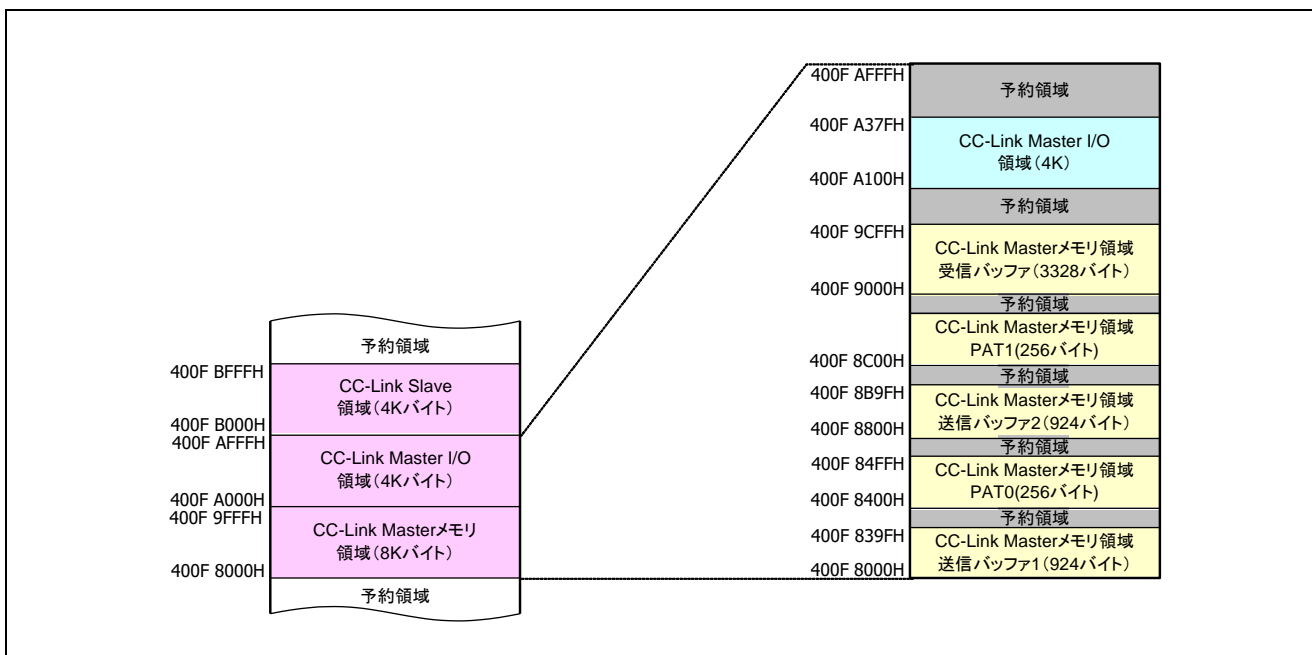 予約領域
400F BFFFH
CC-Link Slave
領域(4Kバイト)
400F B000H
400F AFFFH
CC-Link Master I/O
領域(4Kバイト)
400F A000H
400F 9FFFH
CC-Link Masterメモリ
領域(8Kバイト)
400F 8000H
予約領域
400F AFFFH
予約領域
400F A37FH
CC-Link Master I/O
領域(4K)
400F A100H
予約領域
400F 9CFFH
CC-Link Masterメモリ領域
受信バッファ(3328バイト)
400F 9000H
予約領域
CC-Link Masterメモリ領域
PAT1(256バイト)
400F 8C00H
予約領域
400F 8B9FH
CC-Link Masterメモリ領域
送信バッファ2(924バイト)
400F 8800H
予約領域
400F 84FFH
CC-Link Masterメモリ領域
PAT0(256バイト)
400F 8400H
予約領域
400F 839FH
CC-Link Masterメモリ領域
送信バッファ1(924バイト)
400F 8000H